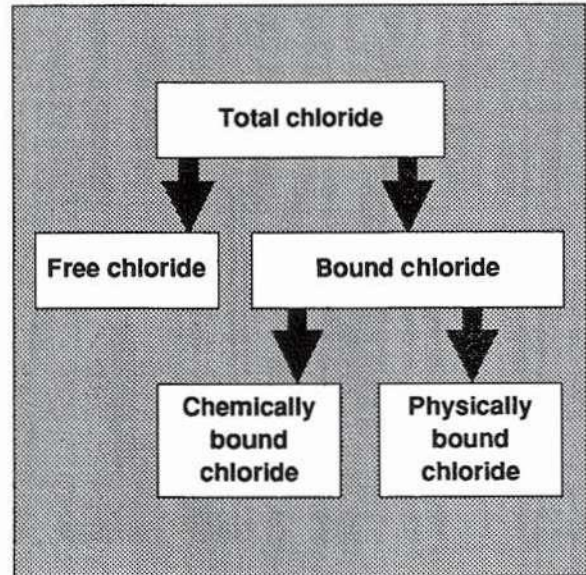 Total chloride
Free chloride
Bound chloride
Chemically
bound
chloride
Physically
bound
chloride